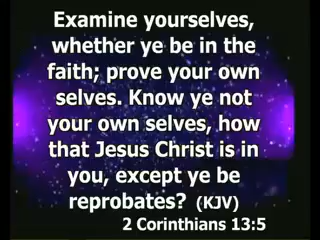 Examine yourselves,
whether ye be in the
faith; prove your own
selves. Know ye not
your own selves, how
that Jesus Christ is in
you, except ye be
reprobates? (KJV)
2 Corinthians 13:5